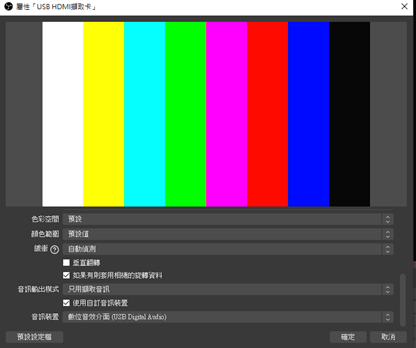 屬性「USB HDMI擷取卡」
色彩空間 預設
顏色範圍 預設值
緩衝 ? 自動偵測
垂直翻轉
如果有則套用相機的旋轉資料
音訊輸出模式 只用擷取音訊
使用自訂音訊裝置
音訊裝置 數位音效介面 (USB Digital Audio)
預設設定檔 確定 取消